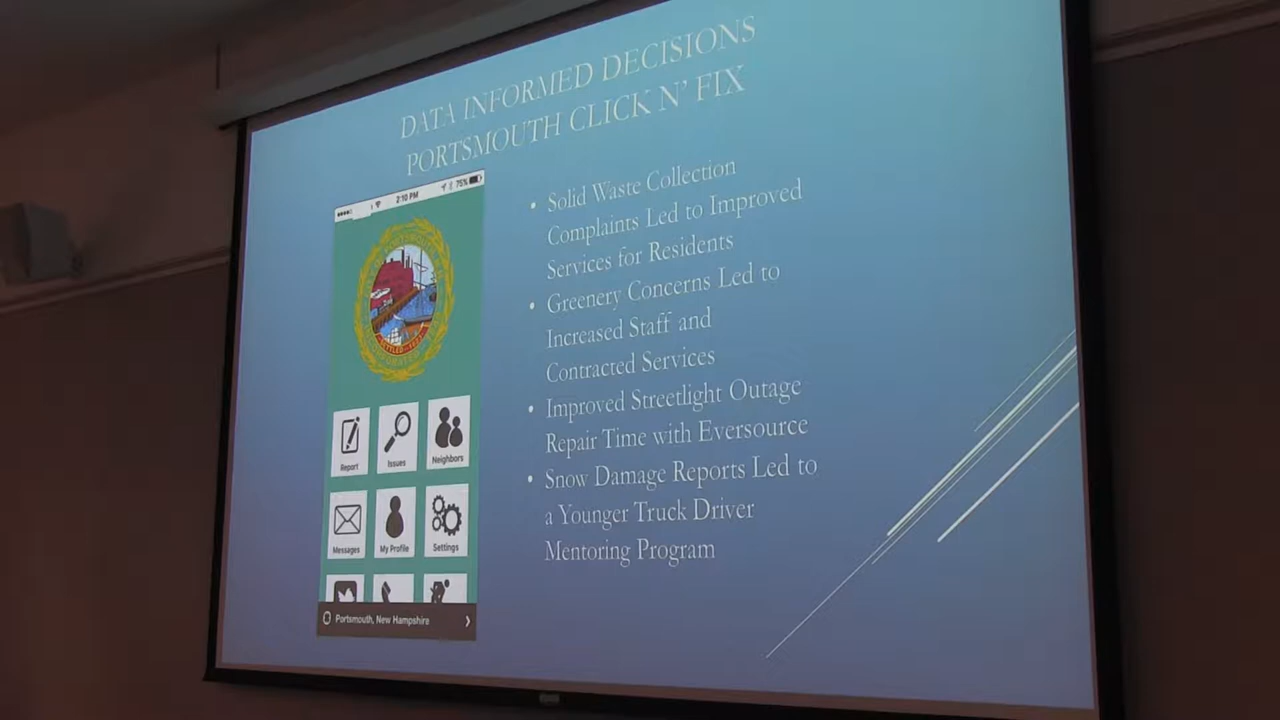 DATA INFORMED DECISIONS
PORTSMOUTH CLICK N' FIX
2:10 PM
75%
SETTLED 1623
Report
Issues
Neighbors
Messages
My Profile
Settings
Portsmouth, New Hampshire
• Solid Waste Collection
Complaints Led to Improved
Services for Residents
• Greenery Concerns Led to
Increased Staff and
Contracted Services
• Improved Streetlight Outage
Repair Time with Eversource
• Snow Damage Reports Led to
a Younger Truck Driver
Mentoring Program